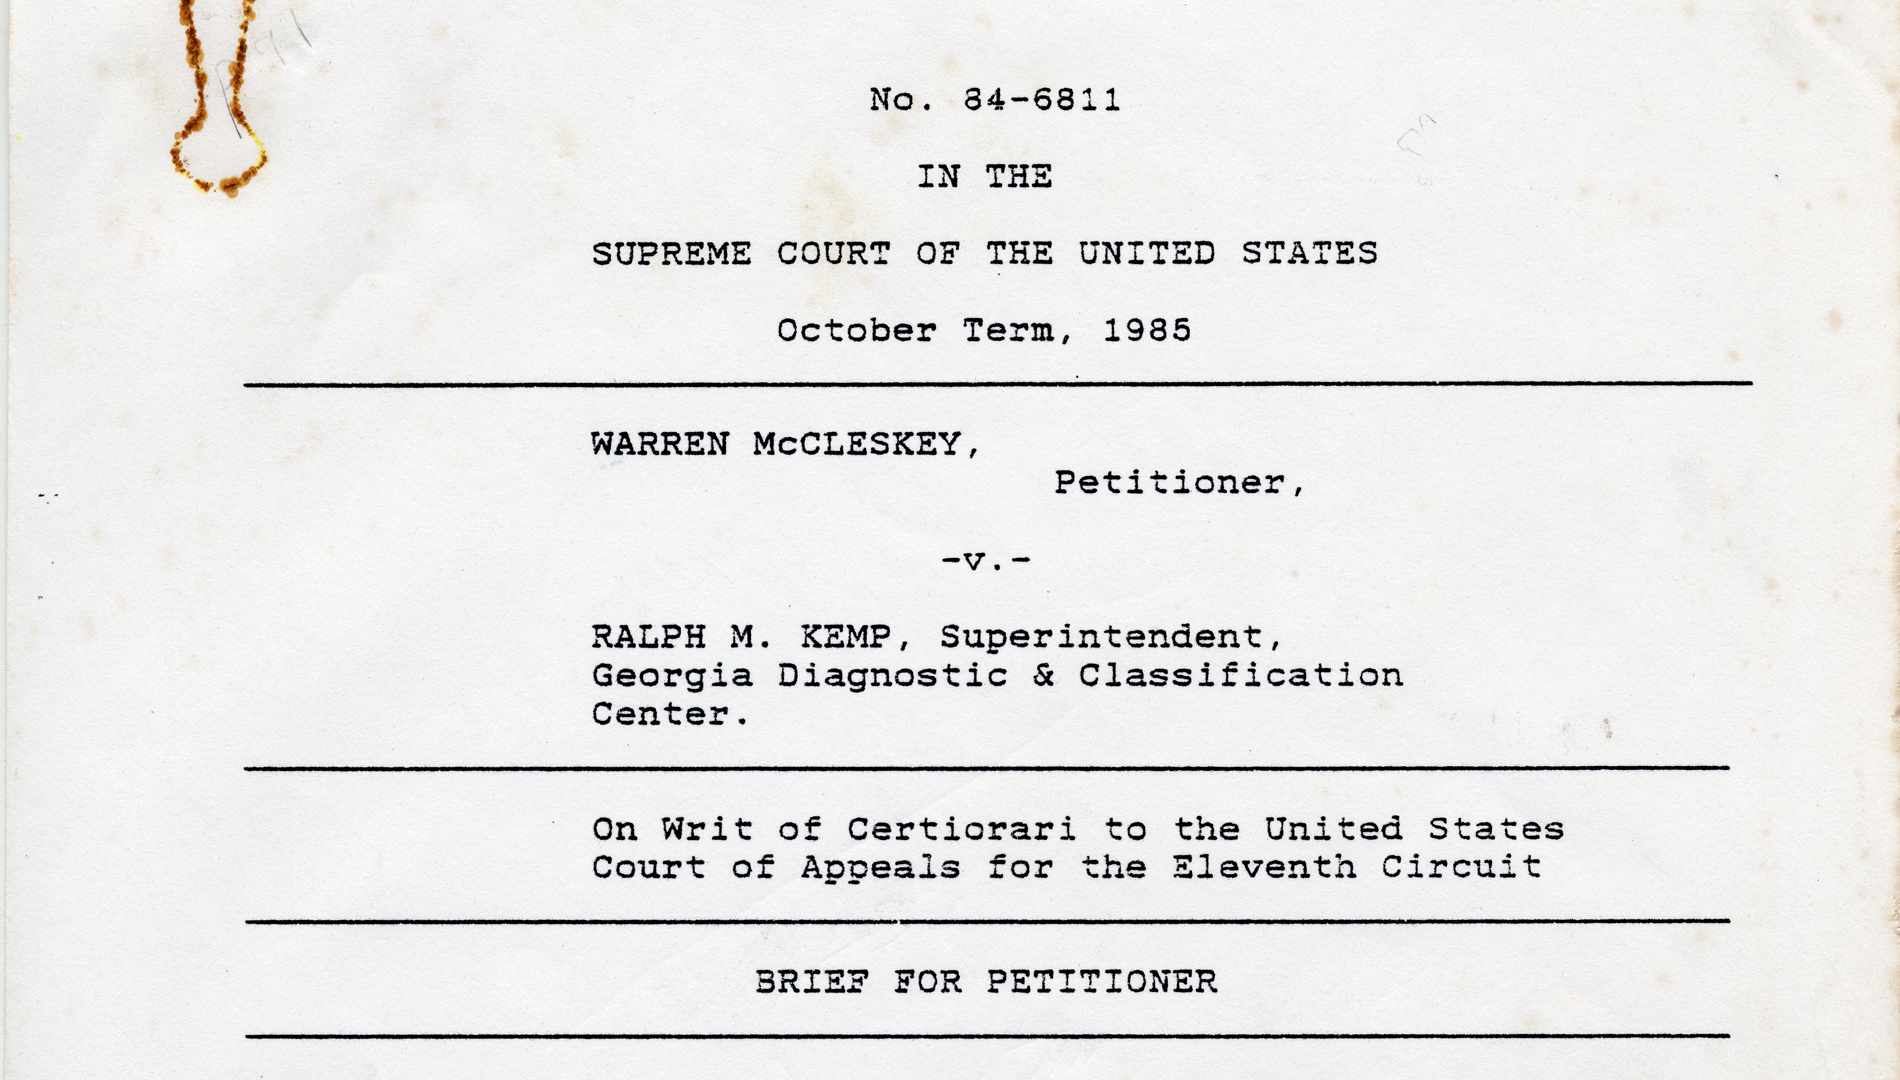 No. 84-6811
IN THE
SUPREME COURT OF THE UNITED STATES
October Term, 1985
WARREN McCLESKEY,
Petitioner,
-v.-
RALPH M. KEMP, Superintendent,
Georgia Diagnostic & Classification
Center.
On Writ of Certiorari to the United States
Court of Appeals for the Eleventh Circuit
BRIEF FOR PETITIONER